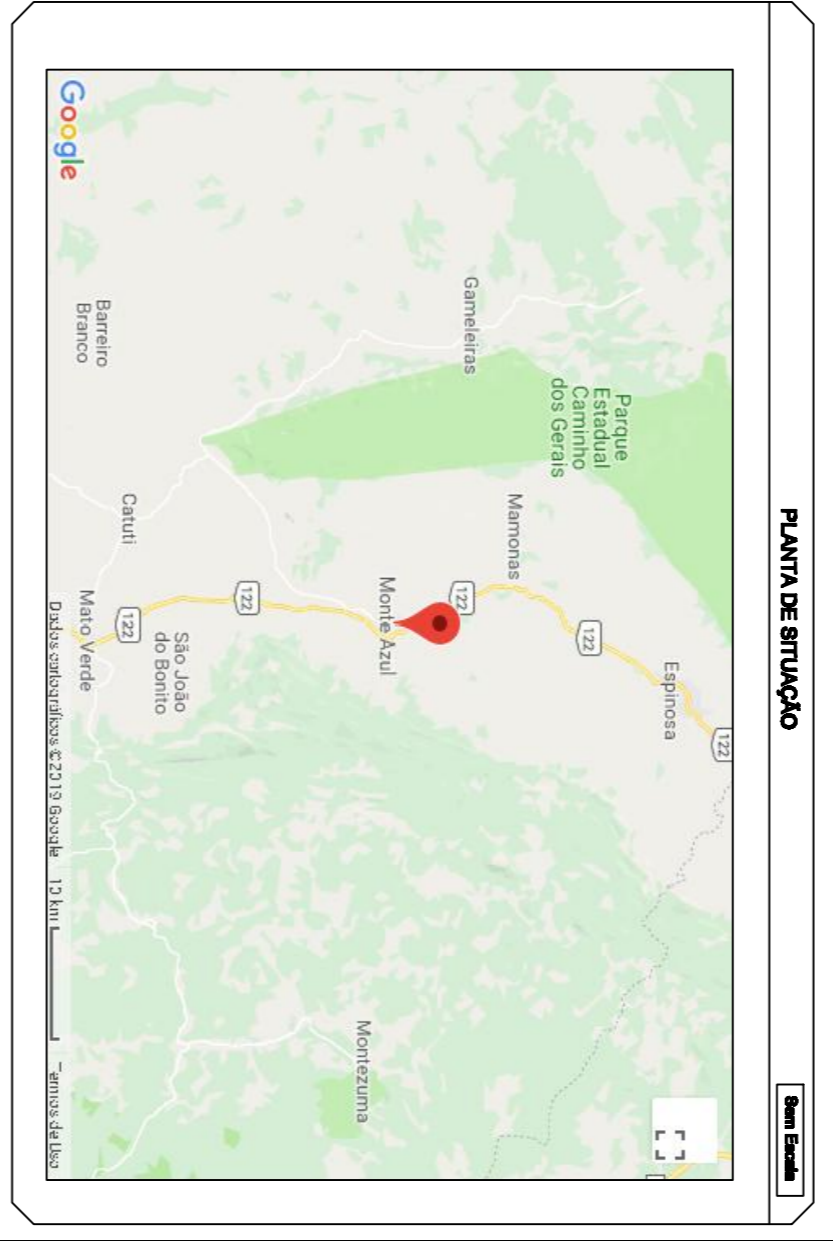 PLANTA DE SITUAÇÃO
Sem Escala
122
Espinosa
Parque
Estadual
Caminho
dos Gerais
122
Mamonas
122
Gameleiras
Monte Azul
Montezuma
122
São João
do Bonito
122
Catuti
Barreiro
Branco
Mato Verde
Google
Dados cartográficos ©2019 Google
10 km
Termos de Uso